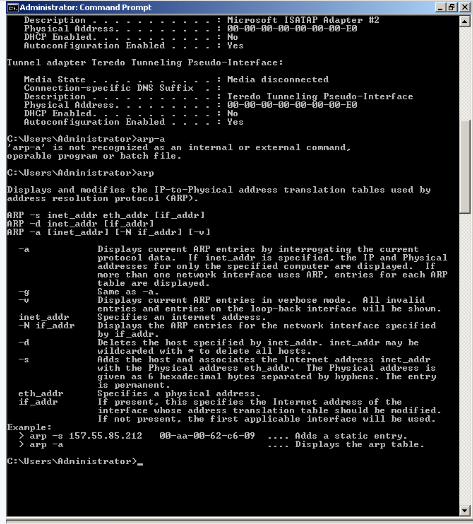 Administrator: Command Prompt
Description . . . . . . . . . . . : Microsoft ISATAP Adapter #2
Physical Address. . . . . . . . . : 00-00-00-00-00-00-00-E0
DHCP Enabled. . . . . . . . . . . : No
Autoconfiguration Enabled . . . . : Yes
Tunnel adapter Teredo Tunneling Pseudo-Interface:
Media State . . . . . . . . . . . : Media disconnected
Connection-specific DNS Suffix  . :
Description . . . . . . . . . . . : Teredo Tunneling Pseudo-Interface
Physical Address. . . . . . . . . : 00-00-00-00-00-00-00-E0
DHCP Enabled. . . . . . . . . . . : No
Autoconfiguration Enabled . . . . : Yes
C:\Users\Administrator>arp-a
'arp-a' is not recognized as an internal or external command,
operable program or batch file.
C:\Users\Administrator>arp
Displays and modifies the IP-to-Physical address translation tables used by
address resolution protocol (ARP).
ARP -s inet_addr eth_addr [if_addr]
ARP -d inet_addr [if_addr]
ARP -a [inet_addr] [-N if_addr] [-v]
-a            Displays current ARP entries by interrogating the current
protocol data.  If inet_addr is specified, the IP and Physical
addresses for only the specified computer are displayed.  If
more than one network interface uses ARP, entries for each ARP
table are displayed.
-g            Same as -a.
-v            Displays current ARP entries in verbose mode.  All invalid
entries and entries on the loop-back interface will be shown.
inet_addr     Specifies an internet address.
-N if_addr    Displays the ARP entries for the network interface specified
by if_addr.
-d            Deletes the host specified by inet_addr. inet_addr may be
wildcarded with * to delete all hosts.
-s            Adds the host and associates the Internet address inet_addr
with the Physical address eth_addr.  The Physical address is
given as 6 hexadecimal bytes separated by hyphens. The entry
is permanent.
eth_addr      Specifies a physical address.
if_addr       If present, this specifies the Internet address of the
interface whose address translation table should be modified.
If not present, the first applicable interface will be used.
Example:
> arp -s 157.55.85.212   00-aa-00-62-c6-09  .... Adds a static entry.
> arp -a                                    .... Displays the arp table.
C:\Users\Administrator>_